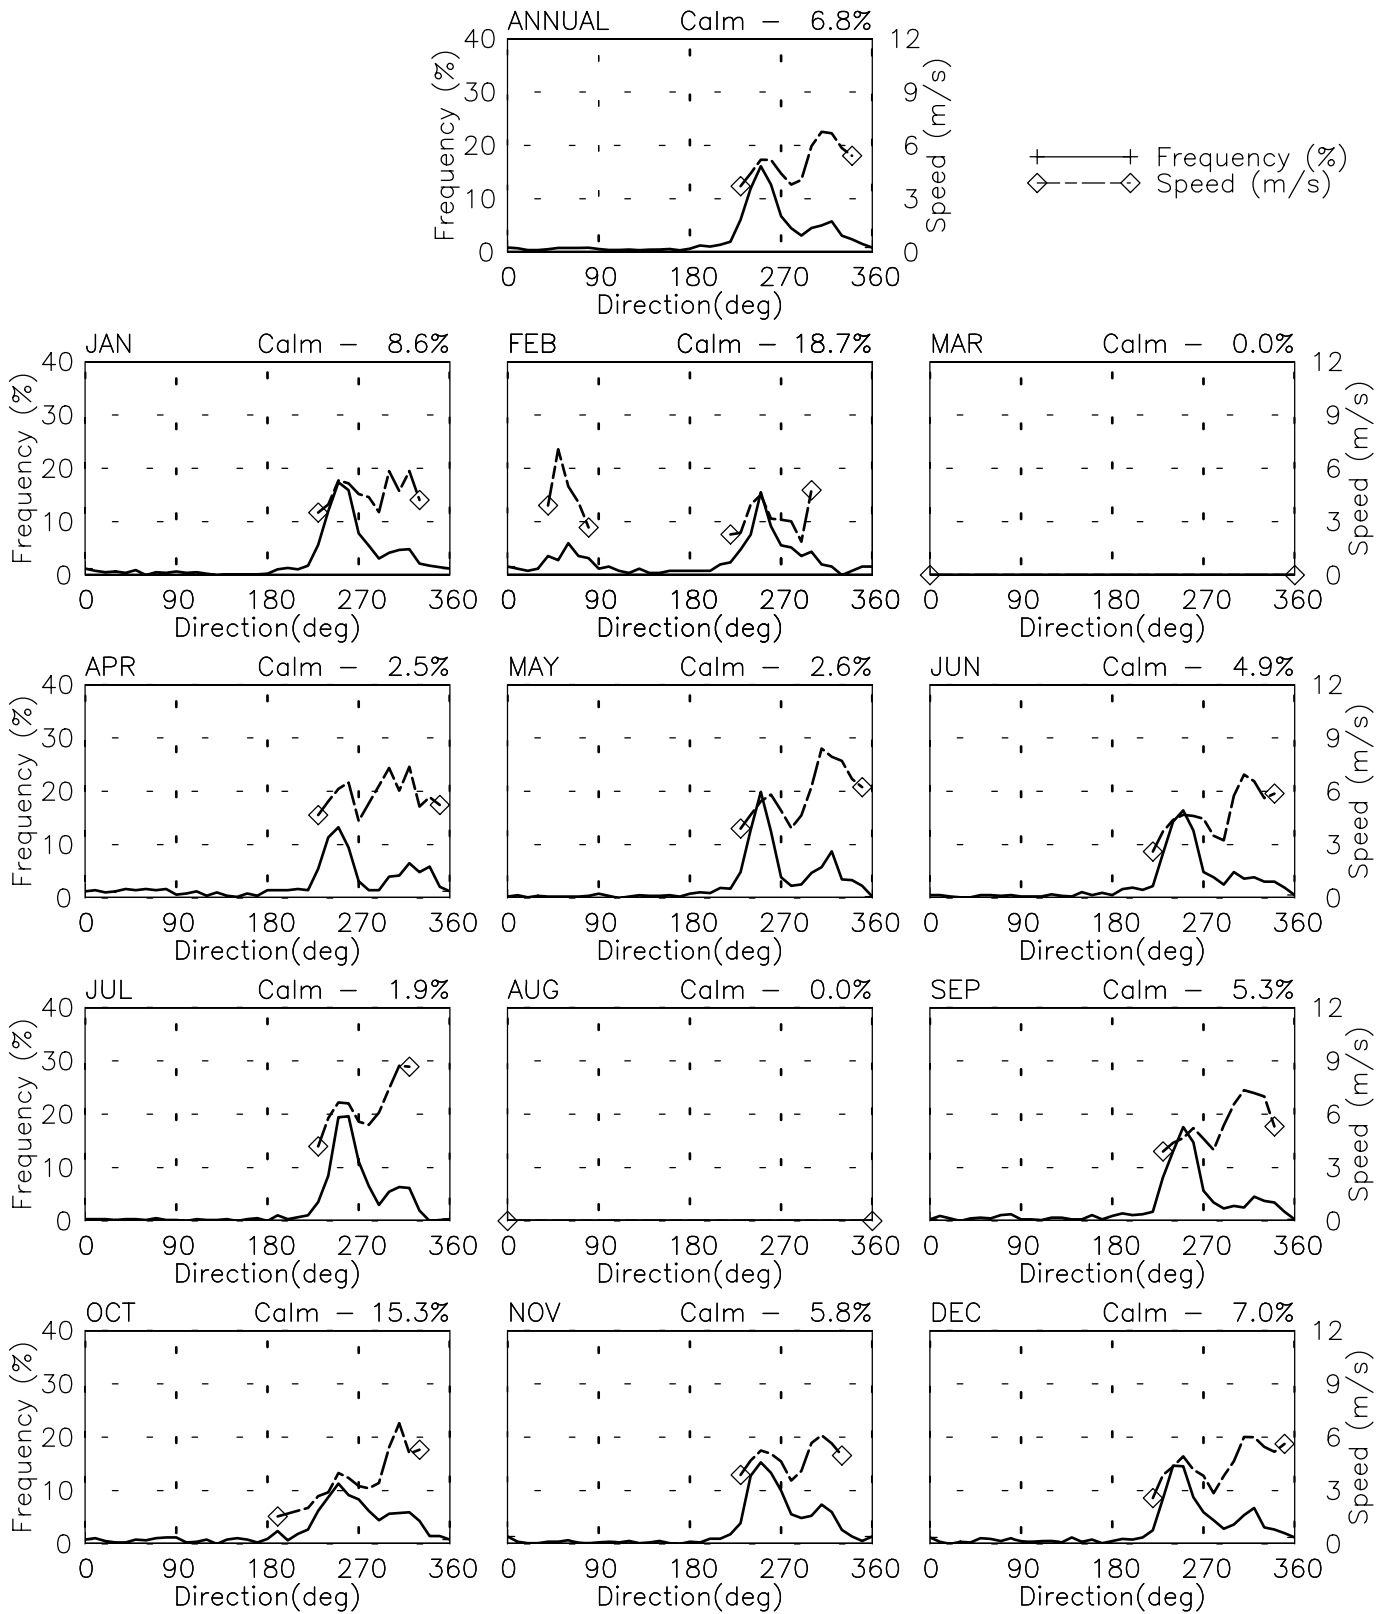 ANNUAL Calm - 6.8%
40 12
30 9
20 6
10 3
0 0
Frequency (%)
Speed (m/s)
0 90 180 270 360
Direction(deg)
Frequency (%)
Speed (m/s)
JAN Calm - 8.6% FEB Calm - 18.7% MAR Calm - 0.0%
40 12
30 9
20 6
10 3
0 0
Frequency (%)
Speed (m/s)
0 90 180 270 360 0 90 180 270 360 0 90 180 270 360
Direction(deg) Direction(deg) Direction(deg)
APR Calm - 2.5% MAY Calm - 2.6% JUN Calm - 4.9%
40 12
30 9
20 6
10 3
0 0
Frequency (%)
Speed (m/s)
0 90 180 270 360 0 90 180 270 360 0 90 180 270 360
Direction(deg) Direction(deg) Direction(deg)
JUL Calm - 1.9% AUG Calm - 0.0% SEP Calm - 5.3%
40 12
30 9
20 6
10 3
0 0
Frequency (%)
Speed (m/s)
0 90 180 270 360 0 90 180 270 360 0 90 180 270 360
Direction(deg) Direction(deg) Direction(deg)
OCT Calm - 15.3% NOV Calm - 5.8% DEC Calm - 7.0%
40 12
30 9
20 6
10 3
0 0
Frequency (%)
Speed (m/s)
0 90 180 270 360 0 90 180 270 360 0 90 180 270 360
Direction(deg) Direction(deg) Direction(deg)